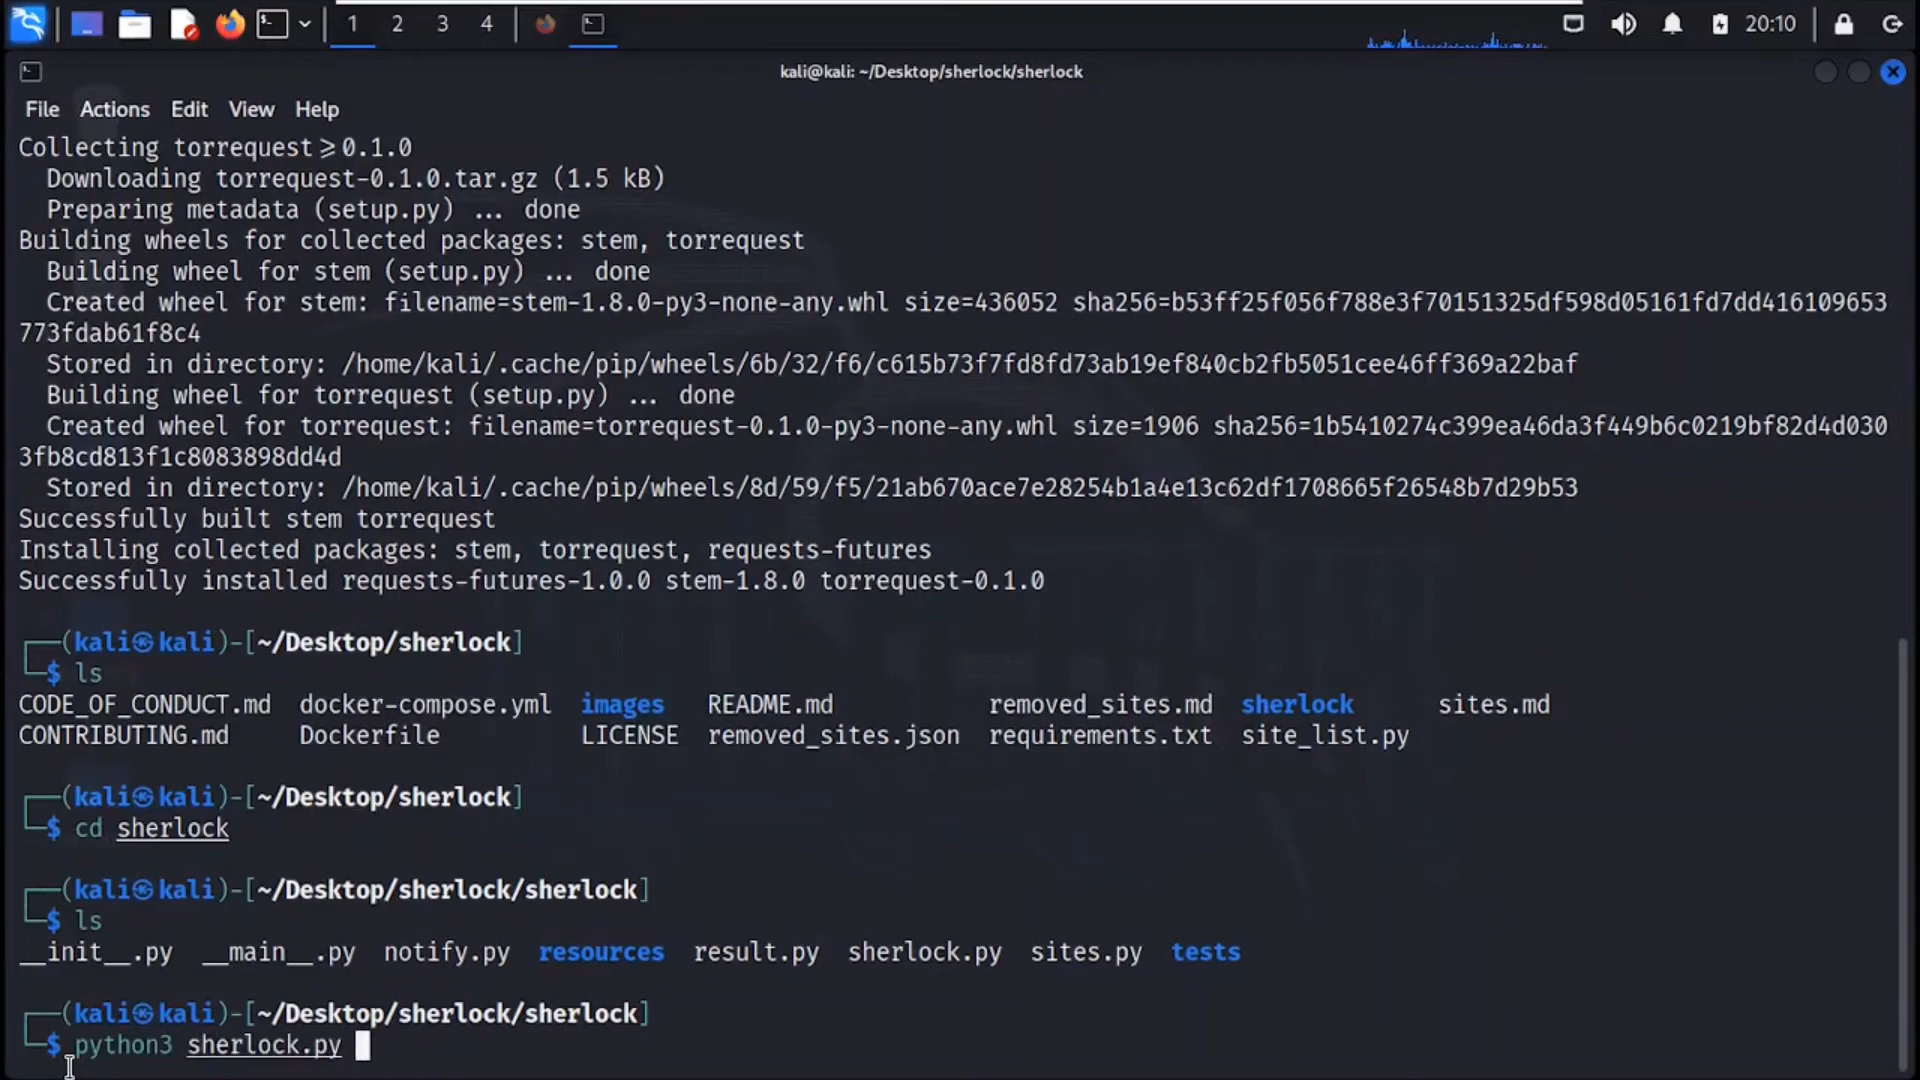 1 2 3 4 20:10
kali@kali: ~/Desktop/sherlock/sherlock
File Actions Edit View Help
Collecting torrequest≥0.1.0
  Downloading torrequest-0.1.0.tar.gz (1.5 kB)
  Preparing metadata (setup.py) ... done
Building wheels for collected packages: stem, torrequest
  Building wheel for stem (setup.py) ... done
  Created wheel for stem: filename=stem-1.8.0-py3-none-any.whl size=436052 sha256=b53ff25f056f788e3f70151325df598d05161fd7dd416109653
773fdab61f8c4
  Stored in directory: /home/kali/.cache/pip/wheels/6b/32/f6/c615b73f7fd8fd73ab19ef840cb2fb5051cee46ff369a22baf
  Building wheel for torrequest (setup.py) ... done
  Created wheel for torrequest: filename=torrequest-0.1.0-py3-none-any.whl size=1906 sha256=1b5410274c399ea46da3f449b6c0219bf82d4d030
3fb8cd813f1c8083898dd4d
  Stored in directory: /home/kali/.cache/pip/wheels/8d/59/f5/21ab670ace7e28254b1a4e13c62df1708665f26548b7d29b53
Successfully built stem torrequest
Installing collected packages: stem, torrequest, requests-futures
Successfully installed requests-futures-1.0.0 stem-1.8.0 torrequest-0.1.0
┌──(kali㉿kali)-[~/Desktop/sherlock]
└─$ ls
CODE_OF_CONDUCT.md docker-compose.yml images README.md removed_sites.md sherlock sites.md
CONTRIBUTING.md Dockerfile LICENSE removed_sites.json requirements.txt site_list.py
┌──(kali㉿kali)-[~/Desktop/sherlock]
└─$ cd sherlock
┌──(kali㉿kali)-[~/Desktop/sherlock/sherlock]
└─$ ls
__init__.py __main__.py notify.py resources result.py sherlock.py sites.py tests
┌──(kali㉿kali)-[~/Desktop/sherlock/sherlock]
└─$ python3 sherlock.py